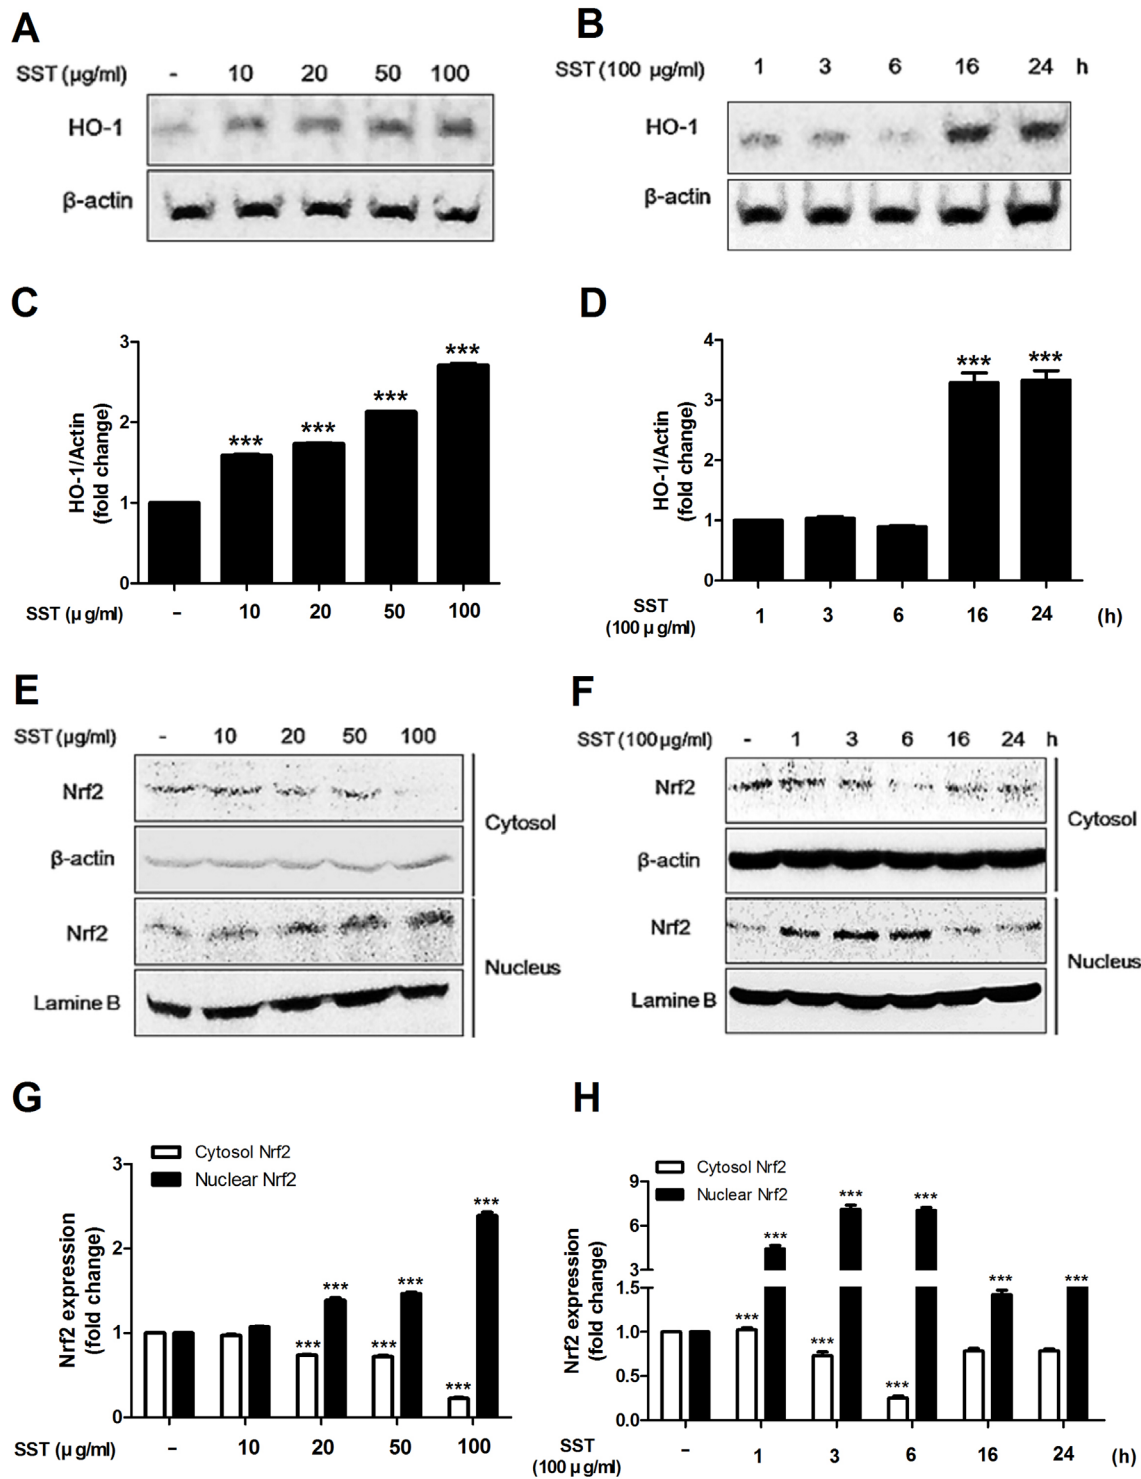 A
SST (μg/ml) - 10 20 50 100
HO-1
β-actin
B
SST (100 μg/ml) 1 3 6 16 24 h
HO-1
β-actin
C
3
2
1
0
HO-1/Actin
(fold change)
***
***
***
***
SST (μ g/ml) – 10 20 50 100
D
4
3
2
1
0
HO-1/Actin
(fold change)
***
***
SST
(100 μ g/ml) 1 3 6 16 24 (h)
E
SST (μg/ml) - 10 20 50 100
Nrf2
β-actin
Cytosol
Nrf2
Lamine B
Nucleus
F
SST (100μg/ml) - 1 3 6 16 24 h
Nrf2
β-actin
Cytosol
Nrf2
Lamine B
Nucleus
G
Cytosol Nrf2
Nuclear Nrf2
3
2
1
0
Nrf2 expression
(fold change)
***
***
***
***
***
***
SST (μ g/ml) – 10 20 50 100
H
Cytosol Nrf2
Nuclear Nrf2
9
6
3
1.5
1.0
0.5
0.0
Nrf2 expression
(fold change)
***
***
***
***
***
***
***
***
SST
(100 μ g/ml) – 1 3 6 16 24 (h)